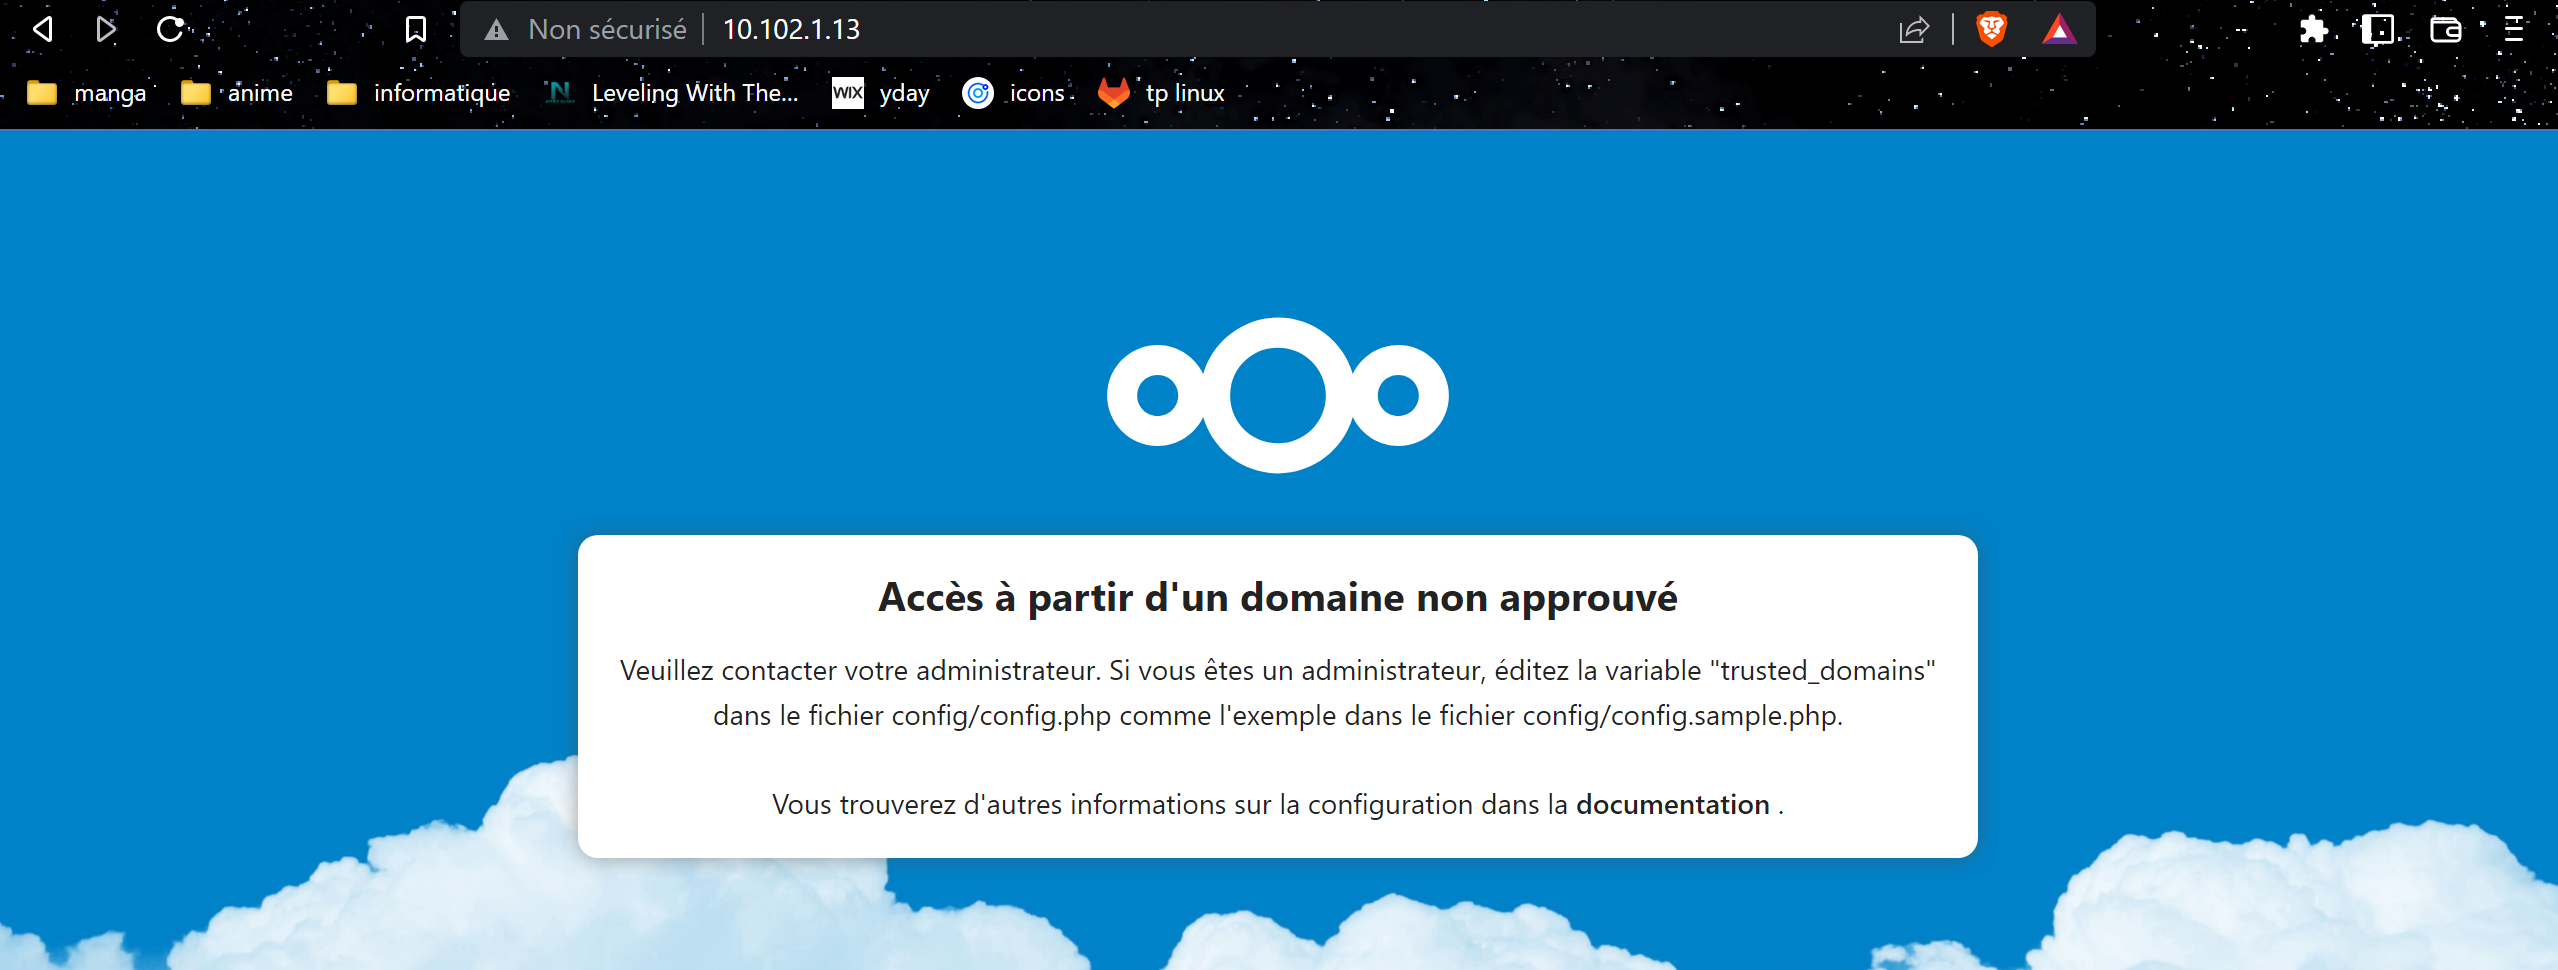 Non sécurisé 10.102.1.13
manga anime informatique N Leveling With The... WIX yday icons tp linux
Accès à partir d'un domaine non approuvé
Veuillez contacter votre administrateur. Si vous êtes un administrateur, éditez la variable "trusted_domains"
dans le fichier config/config.php comme l'exemple dans le fichier config/config.sample.php.
Vous trouverez d'autres informations sur la configuration dans la documentation .